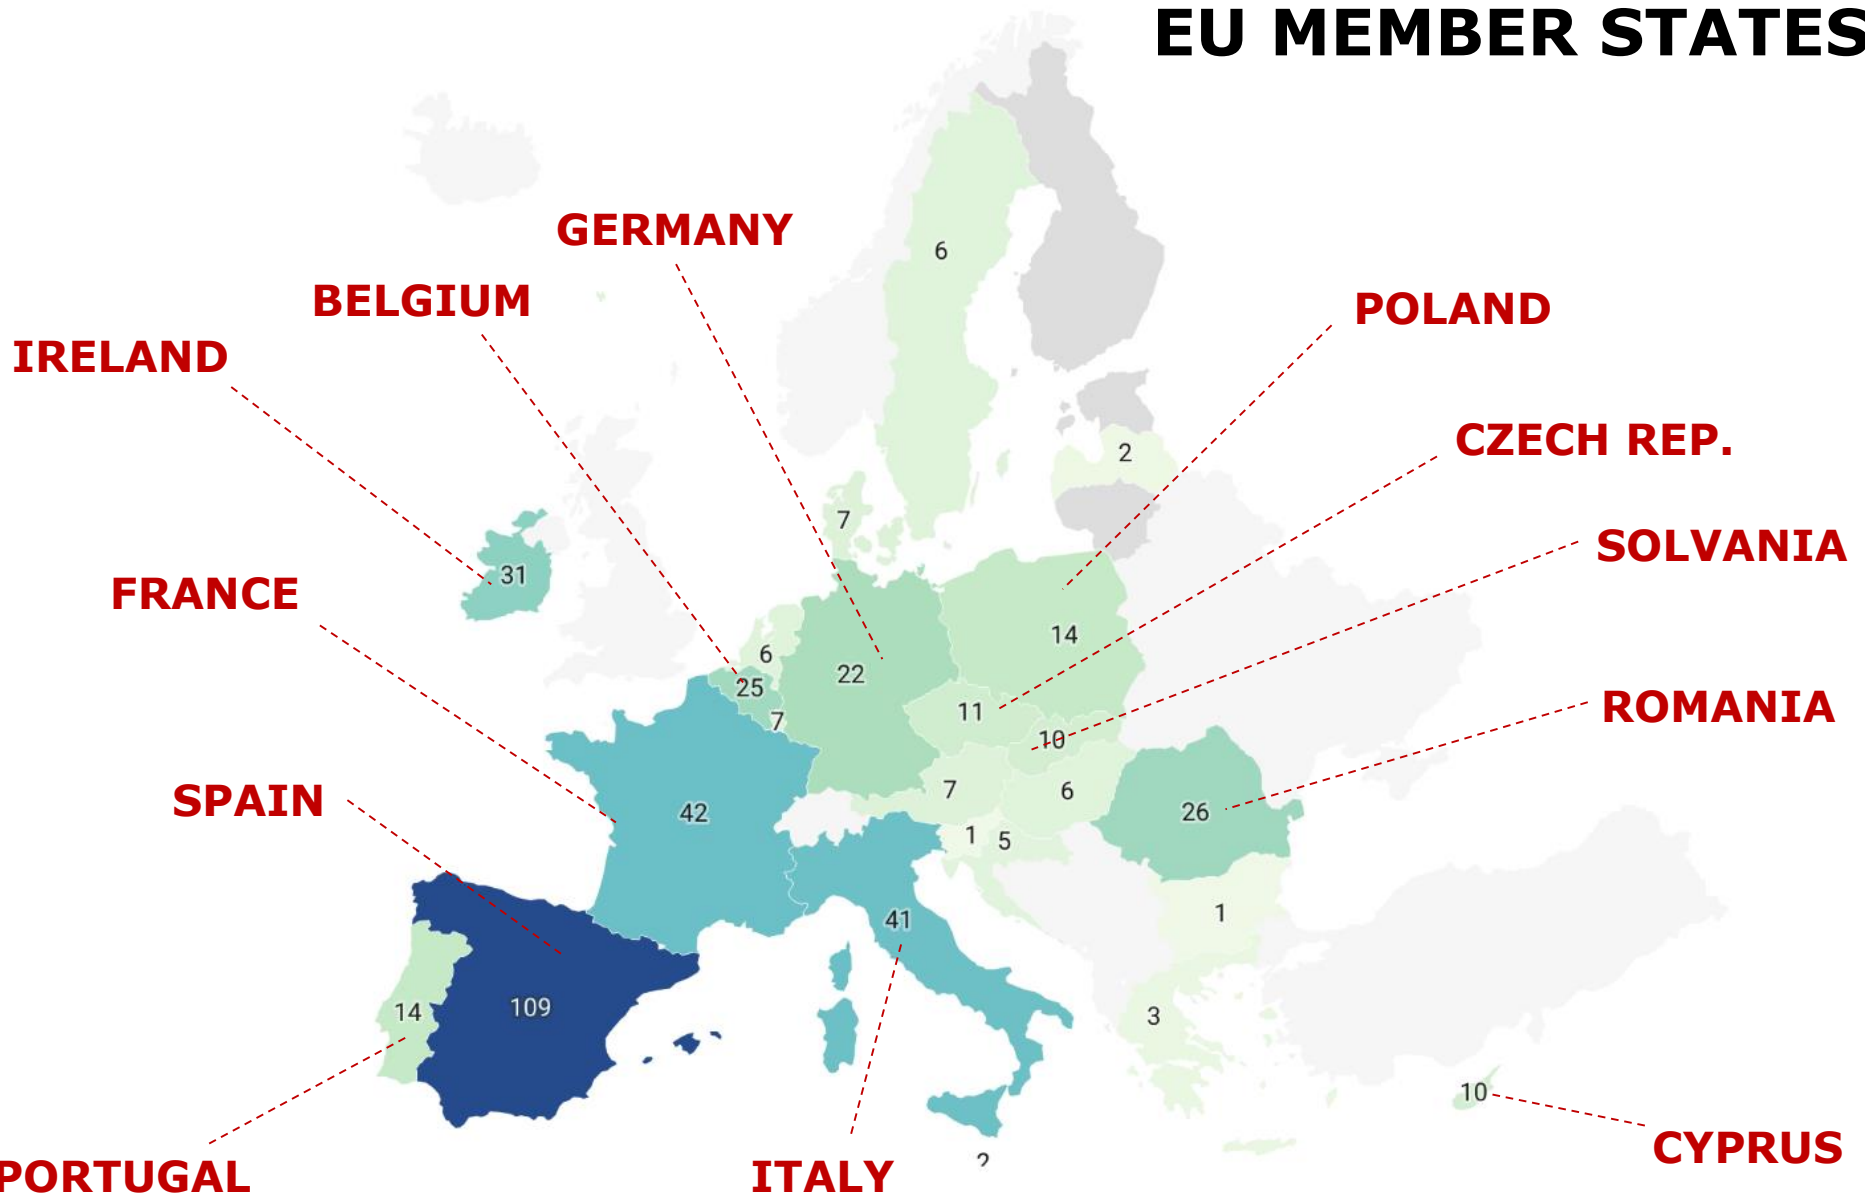 EU MEMBER STATES
6
GERMANY
BELGIUM
POLAND
IRELAND
CZECH REP.
2
7
SOLVANIA
31
FRANCE
14
6
22
25
ROMANIA
11
7
10
7
6
SPAIN
42
26
1
5
1
41
109
14
3
10
CYPRUS
2
PORTUGAL
ITALY